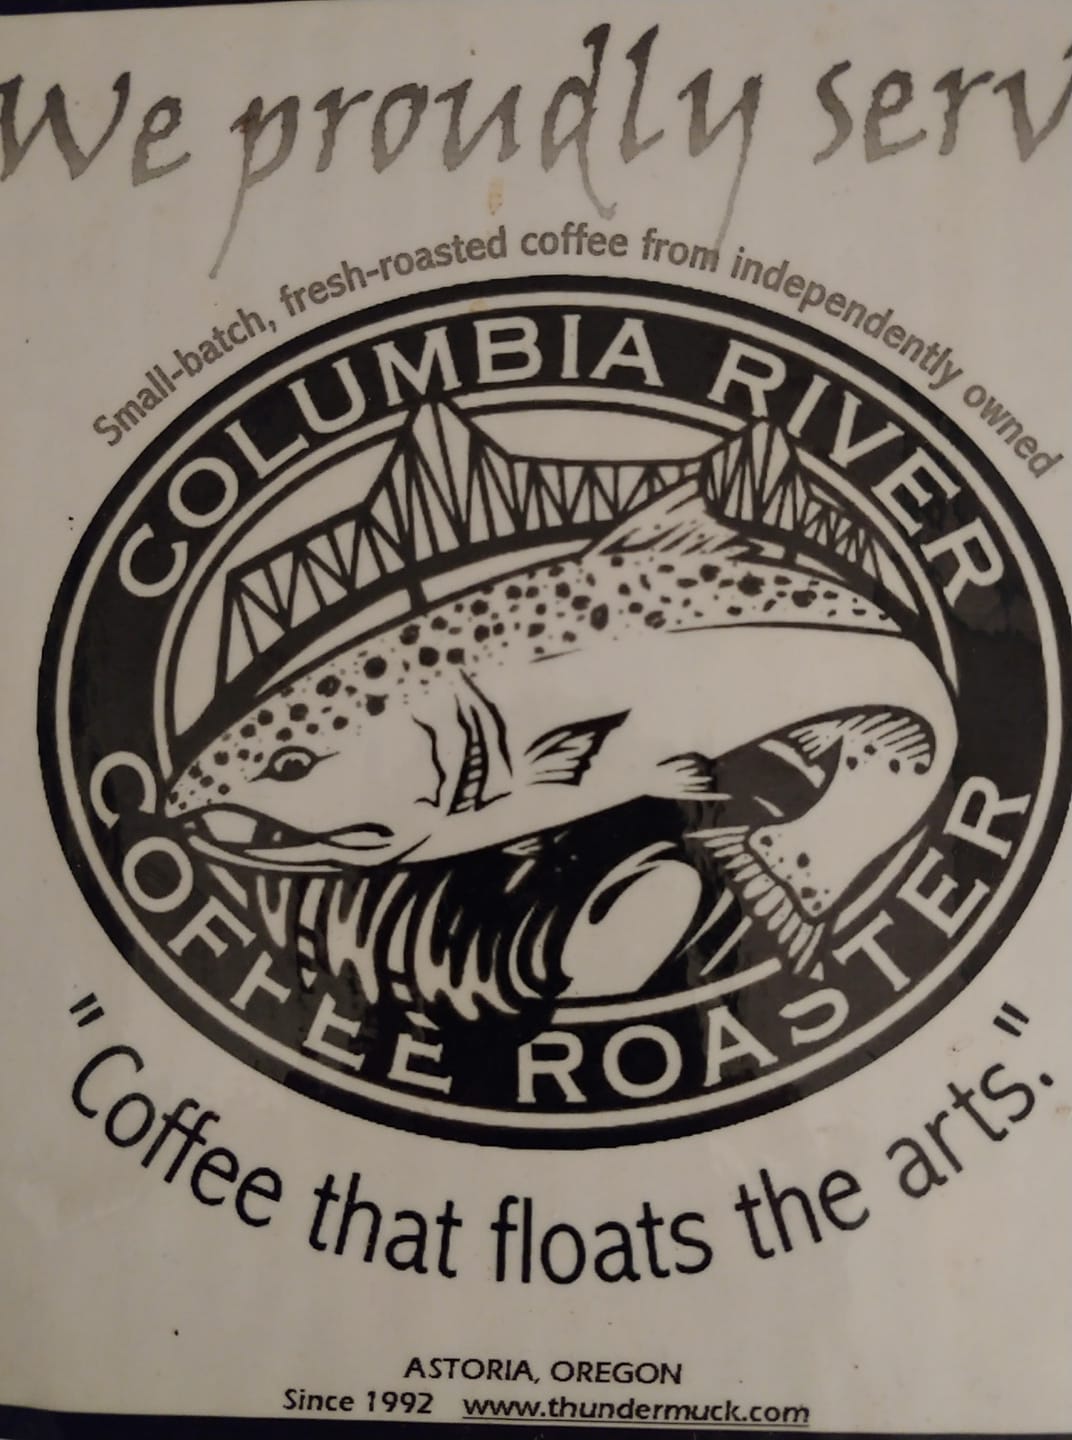 We proudly serv
Small-batch, fresh-roasted coffee from independently owned
COLUMBIA RIVER
COFFEE ROASTER
"Coffee that floats the arts."
ASTORIA, OREGON
Since 1992 www.thundermuck.com